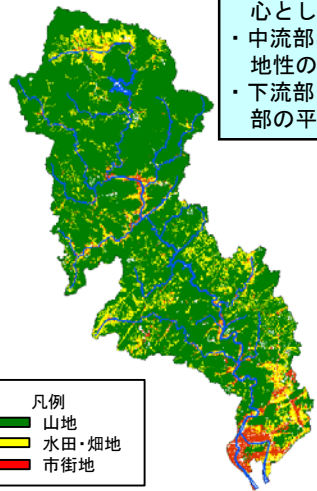 心とし
・中流部
地性の
・下流部
部の平
凡例
山地
水田・畑地
市街地